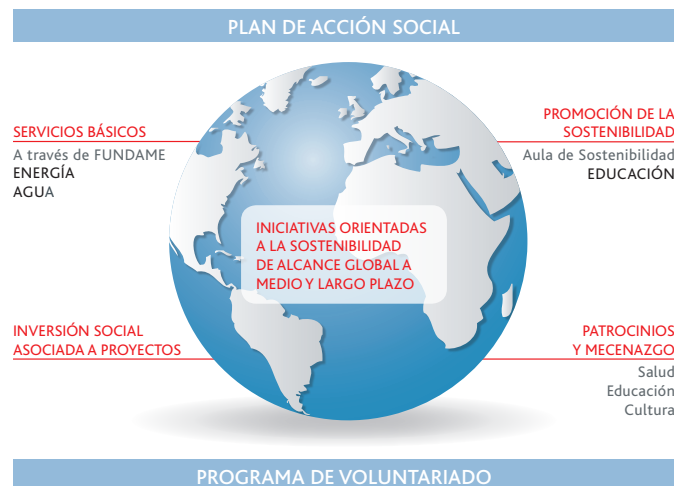 PLAN DE ACCIÓN SOCIAL
SERVICIOS BÁSICOS
A través de FUNDAME
ENERGÍA
AGUA
PROMOCIÓN DE LA
SOSTENIBILIDAD
Aula de Sostenibilidad
EDUCACIÓN
INICIATIVAS ORIENTADAS
A LA SOSTENIBILIDAD
DE ALCANCE GLOBAL A
MEDIO Y LARGO PLAZO
INVERSIÓN SOCIAL
ASOCIADA A PROYECTOS
PATROCINIOS
Y MECENAZGO
Salud
Educación
Cultura
PROGRAMA DE VOLUNTARIADO